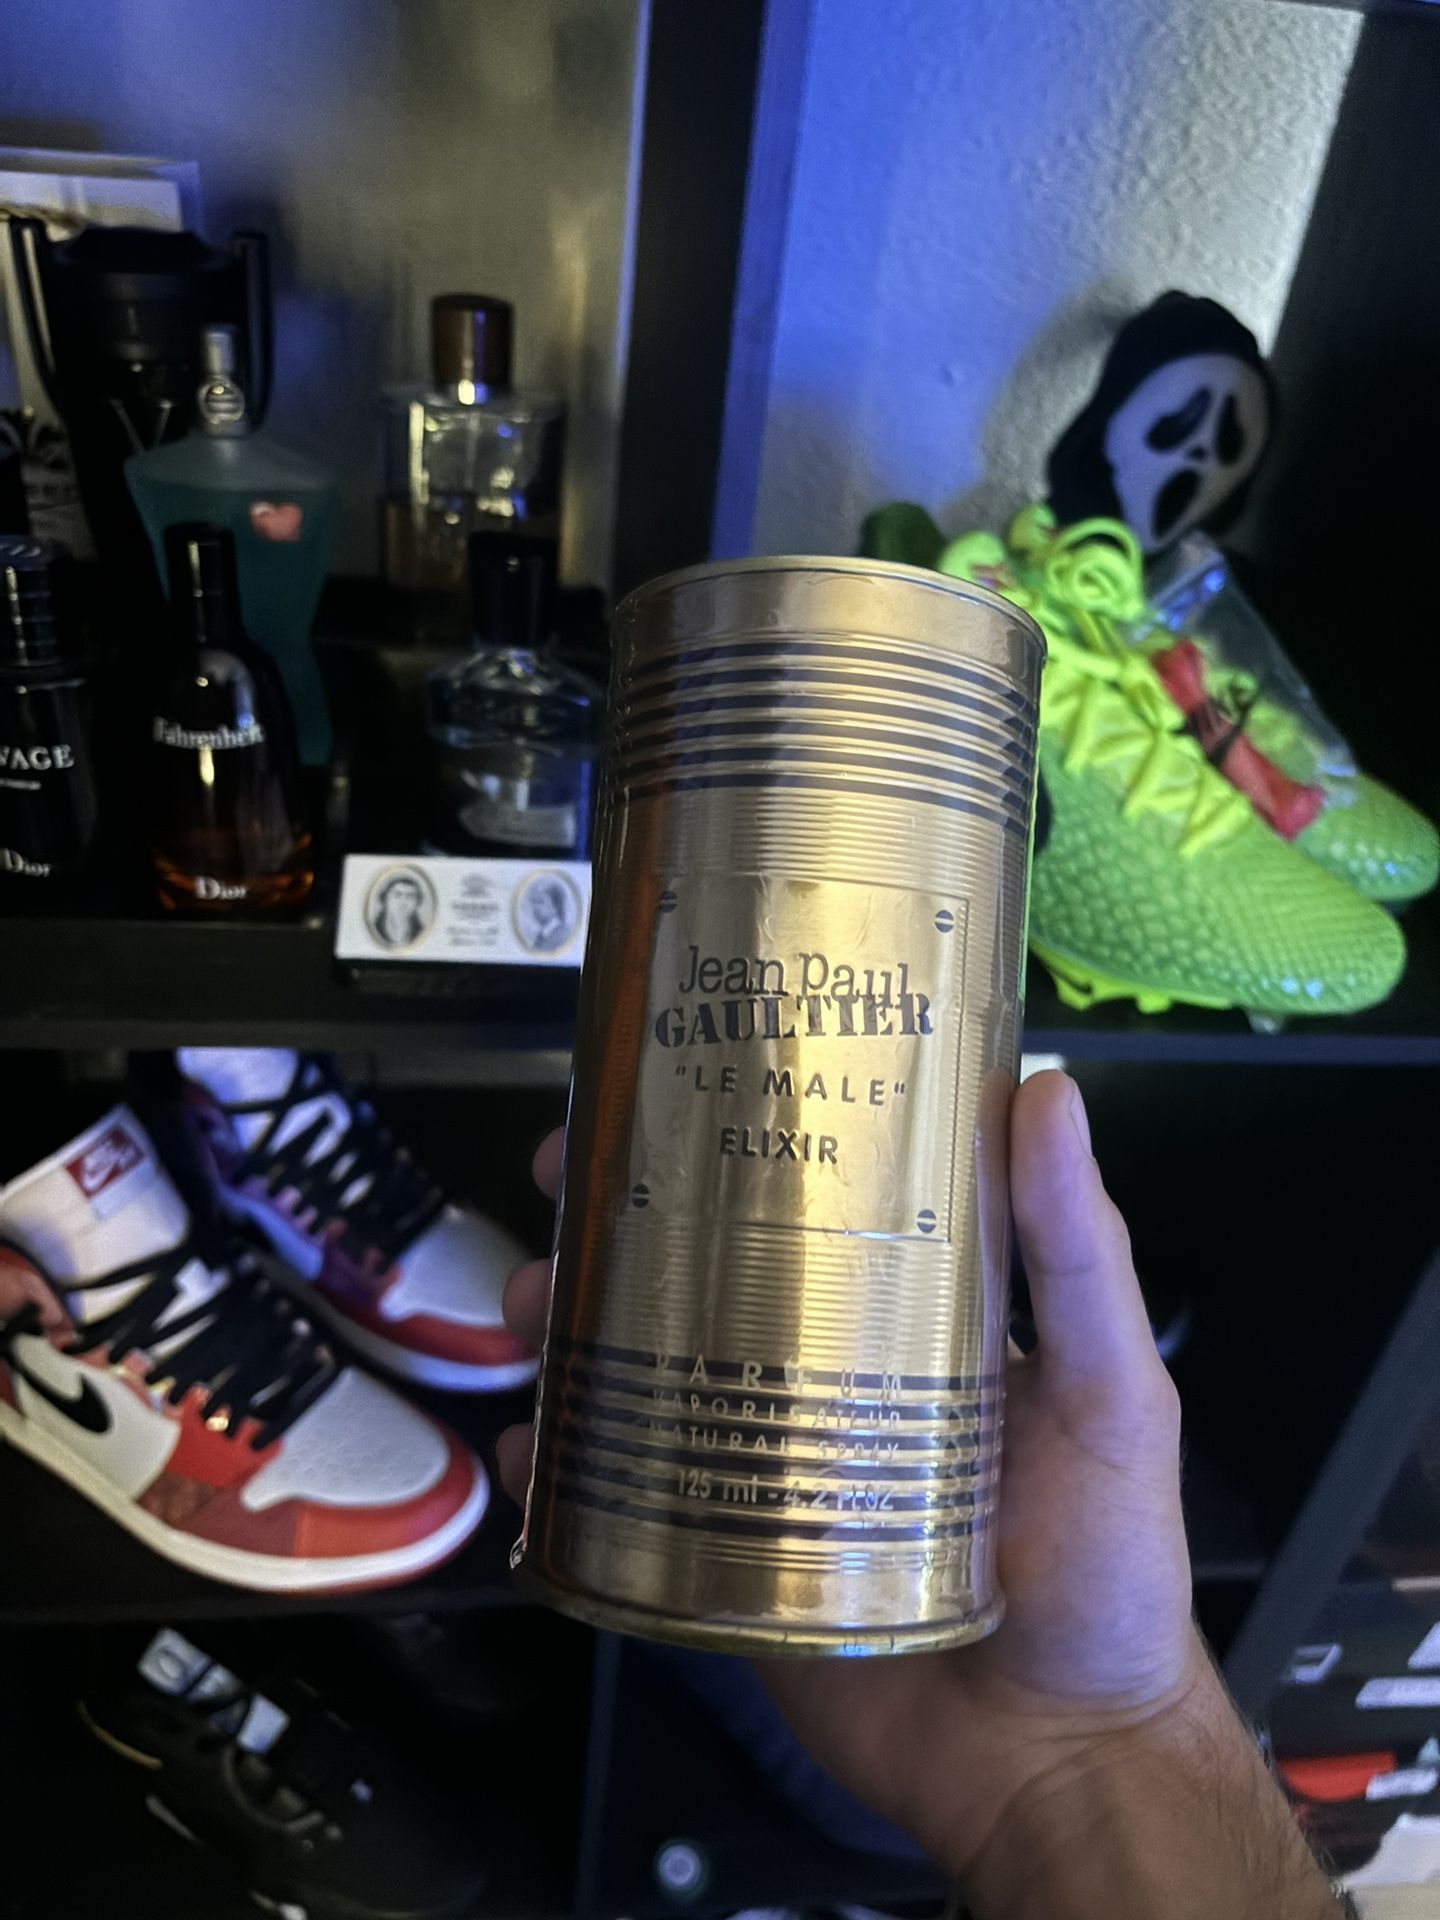 Fahrenheit
VAGE
Dior
Dior
Jean Paul
GAULTIER
"LE MALE"
ELIXIR
PARFUM
VAPORISATEUR
NATURAL SPRAY
125 ml - 4.2 Fl.OZ